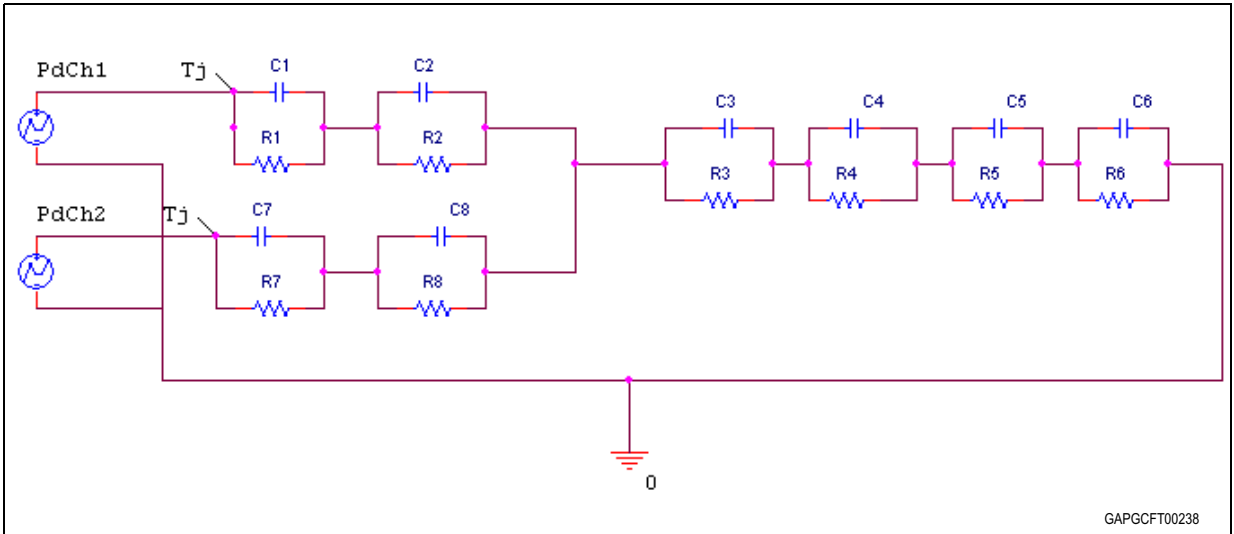 PdCh1
Tj
C1
C2
R1
R2
C3
C4
C5
C6
R3
R4
R5
R6
PdCh2
Tj
C7
C8
R7
R8
0
GAPGCFT00238